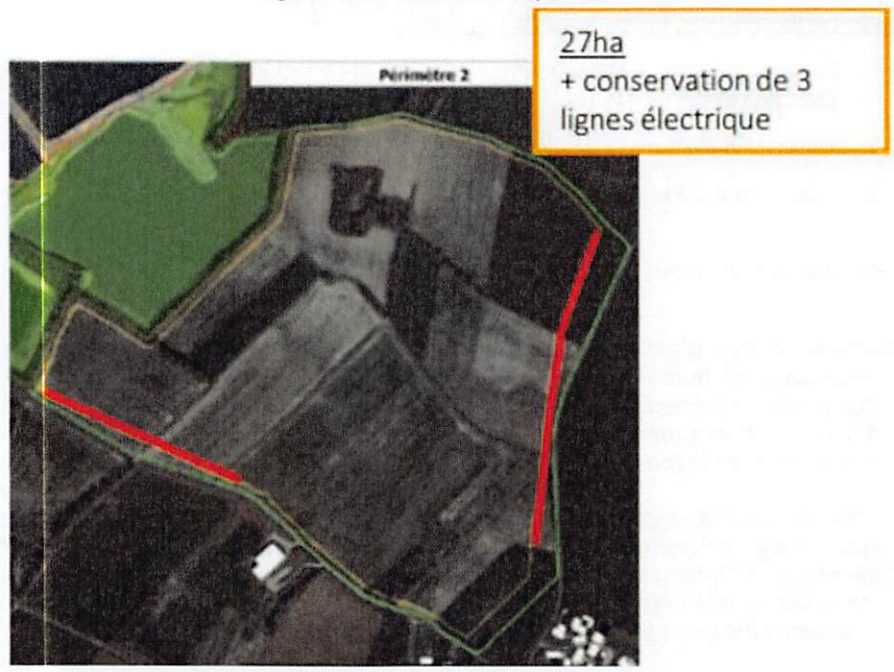 Périmètre 2
27ha
+ conservation de 3
lignes électrique